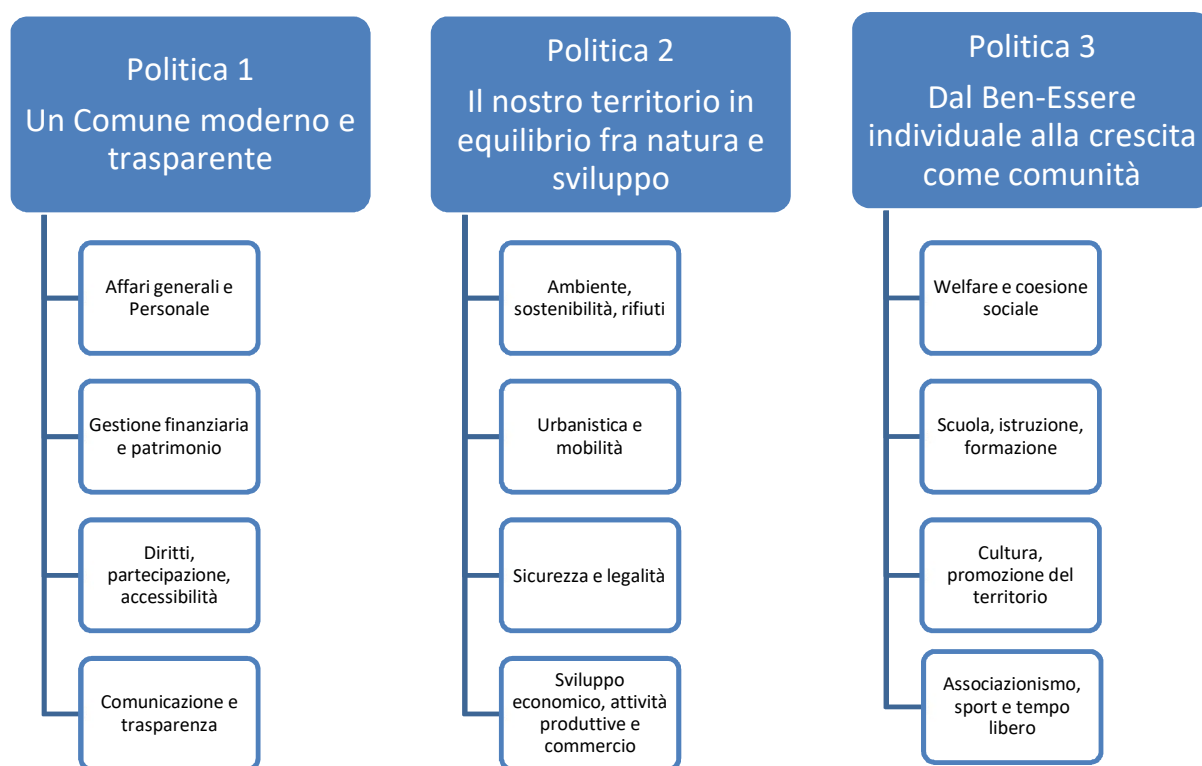 Politica 1
Un Comune moderno e
trasparente
Affari generali e
Personale
Gestione finanziaria
e patrimonio
Diritti,
partecipazione,
accessibilità
Comunicazione e
trasparenza
Politica 2
Il nostro territorio in
equilibrio fra natura e
sviluppo
Ambiente,
sostenibilità, rifiuti
Urbanistica e
mobilità
Sicurezza e legalità
Sviluppo
economico, attività
produttive e
commercio
Politica 3
Dal Ben-Essere
individuale alla crescita
come comunità
Welfare e coesione
sociale
Scuola, istruzione,
formazione
Cultura,
promozione del
territorio
Associazionismo,
sport e tempo
libero